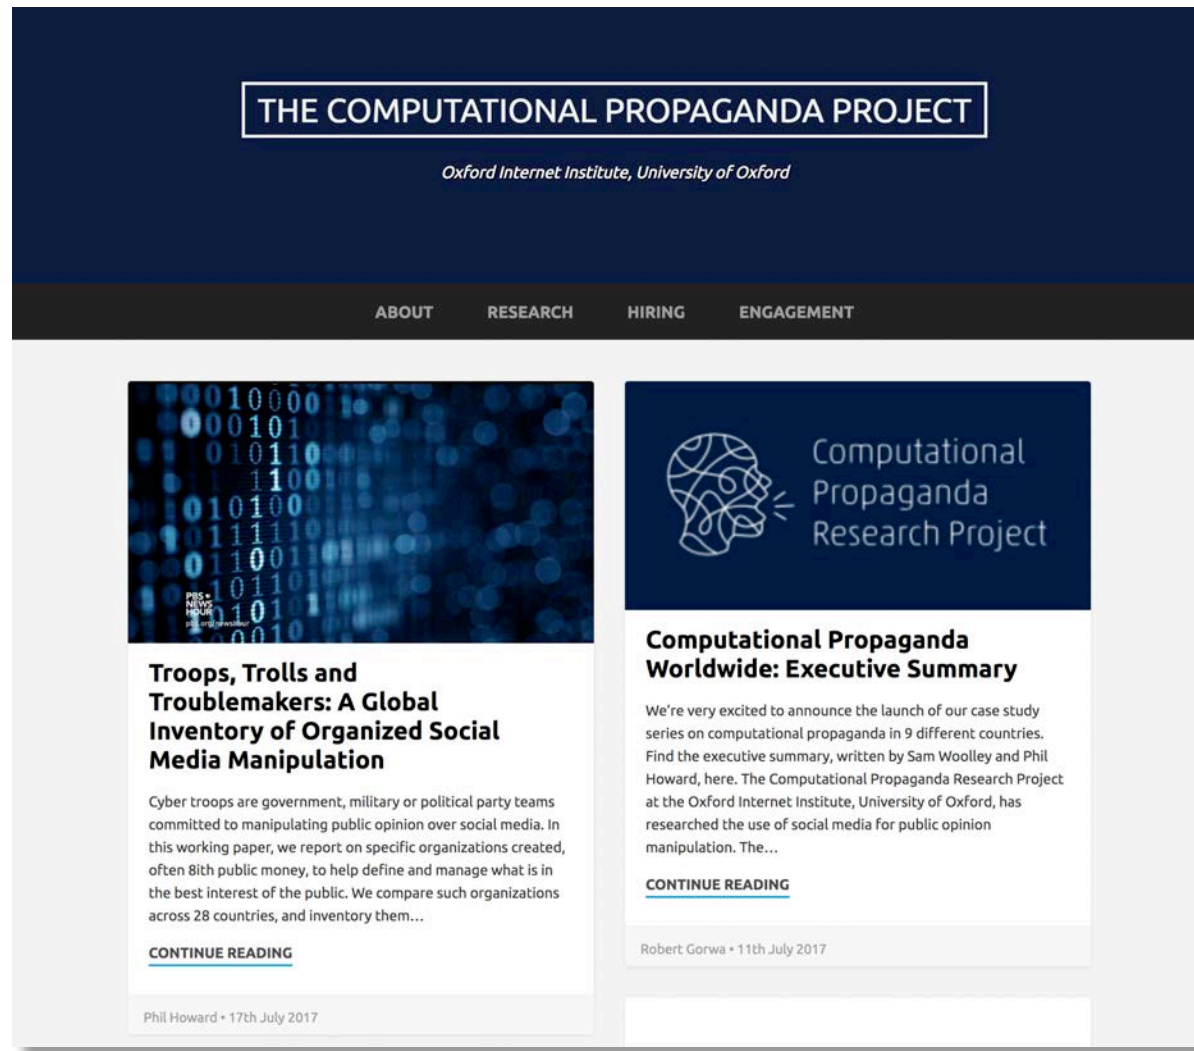 THE COMPUTATIONAL PROPAGANDA PROJECT
Oxford Internet Institute, University of Oxford
ABOUT RESEARCH HIRING ENGAGEMENT
PBS
NEWS
HOUR
pbs.org/newshour
Troops, Trolls and
Troublemakers: A Global
Inventory of Organized Social
Media Manipulation
Cyber troops are government, military or political party teams
committed to manipulating public opinion over social media. In
this working paper, we report on specific organizations created,
often 8ith public money, to help define and manage what is in
the best interest of the public. We compare such organizations
across 28 countries, and inventory them…
CONTINUE READING
Phil Howard • 17th July 2017
Computational
Propaganda
Research Project
Computational Propaganda
Worldwide: Executive Summary
We're very excited to announce the launch of our case study
series on computational propaganda in 9 different countries.
Find the executive summary, written by Sam Woolley and Phil
Howard, here. The Computational Propaganda Research Project
at the Oxford Internet Institute, University of Oxford, has
researched the use of social media for public opinion
manipulation. The…
CONTINUE READING
Robert Gorwa • 11th July 2017